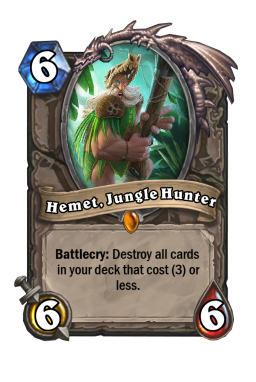 6
Hemet, Jungle Hunter
Battlecry: Destroy all cards
in your deck that cost (3) or
less.
6
6